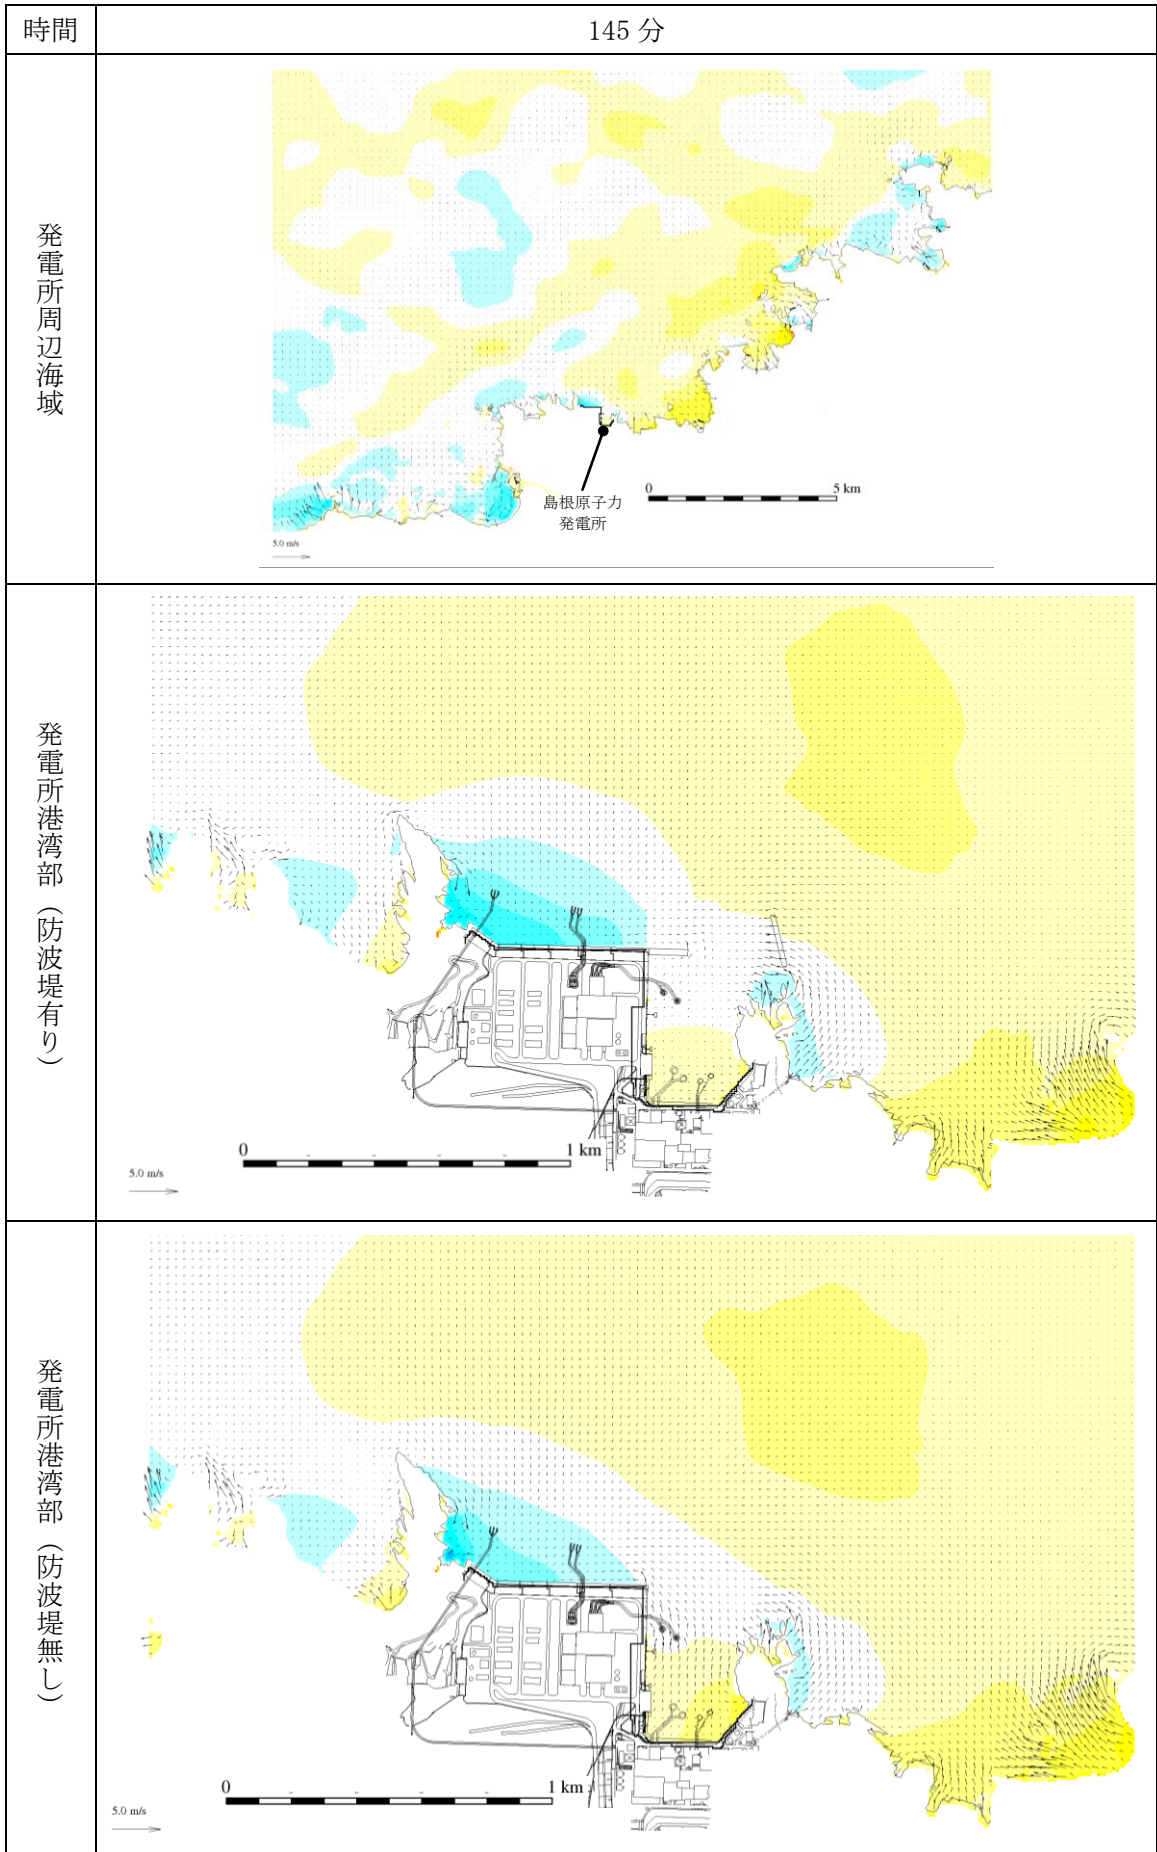 時間
145 分
発電所周辺海域
島根原子力
発電所
0
5 km
5.0 m/s
発電所港湾部（防波堤有り）
0
1 km
5.0 m/s
発電所港湾部（防波堤無し）
0
1 km
5.0 m/s